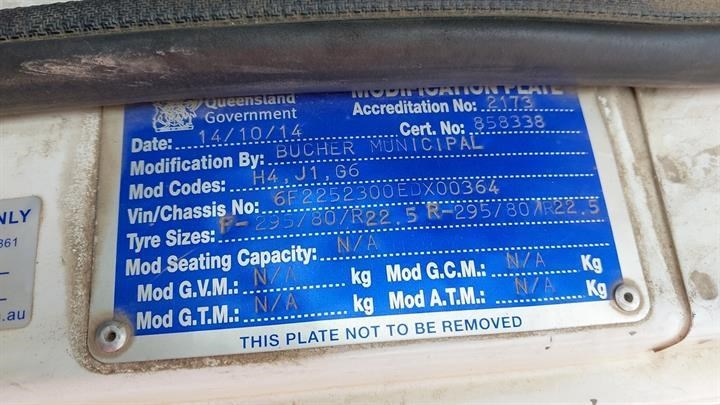 Queensland
Government
MODIFICATION PLATE
Accreditation No: 2173
Date: 14/10/14 Cert. No: 858338
Modification By: BUCHER MUNICIPAL
Mod Codes: H4,J1,G6
Vin/Chassis No: 6F2252300EDX00364
Tyre Sizes: F-295/80/R22.5 R-295/80/R22.5
Mod Seating Capacity: N/A
Mod G.V.M.: N/A kg Mod G.C.M.: N/A Kg
Mod G.T.M.: N/A kg Mod A.T.M.: N/A Kg
THIS PLATE NOT TO BE REMOVED
NLY
861
.au